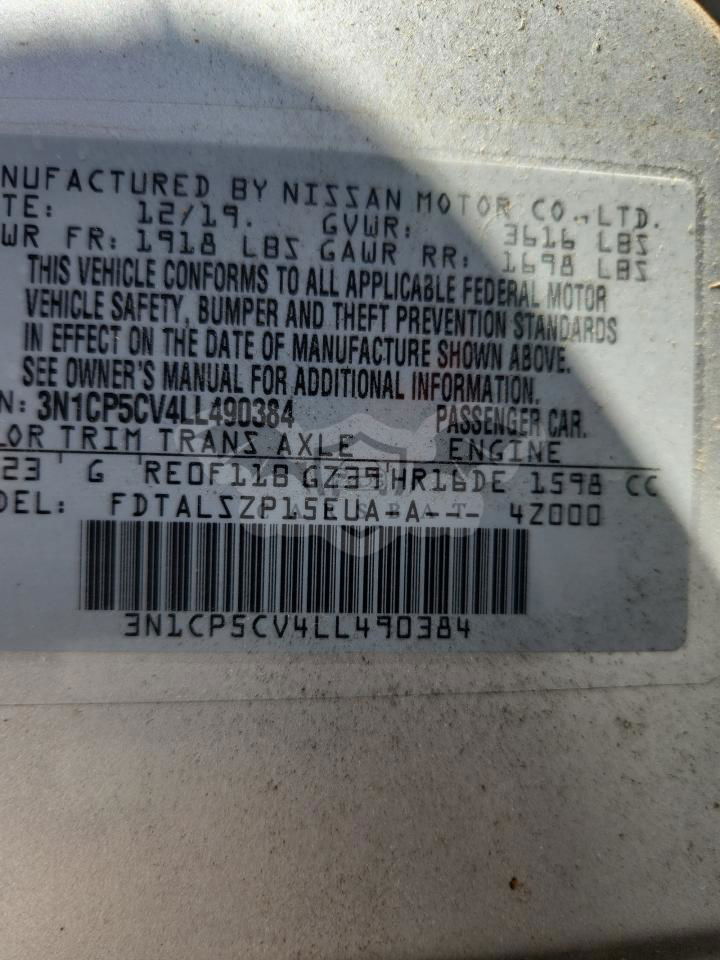 NUFACTURED BY NISSAN MOTOR CO., LTD.
TE: 12/19. GVWR: 3616 LBS
WR FR: 1918 LBS GAWR RR: 1698 LBS
THIS VEHICLE CONFORMS TO ALL APPLICABLE FEDERAL MOTOR
VEHICLE SAFETY, BUMPER AND THEFT PREVENTION STANDARDS
IN EFFECT ON THE DATE OF MANUFACTURE SHOWN ABOVE.
SEE OWNER'S MANUAL FOR ADDITIONAL INFORMATION.
N: 3N1CP5CV4LL490384 PASSENGER CAR.
LOR TRIM TRANS AXLE ENGINE
23 G RE0F11B GZ39 HR16DE 1598 CC
DEL: FDTALSZP15EUA-A--- 4Z000
3N1CP5CV4LL490384